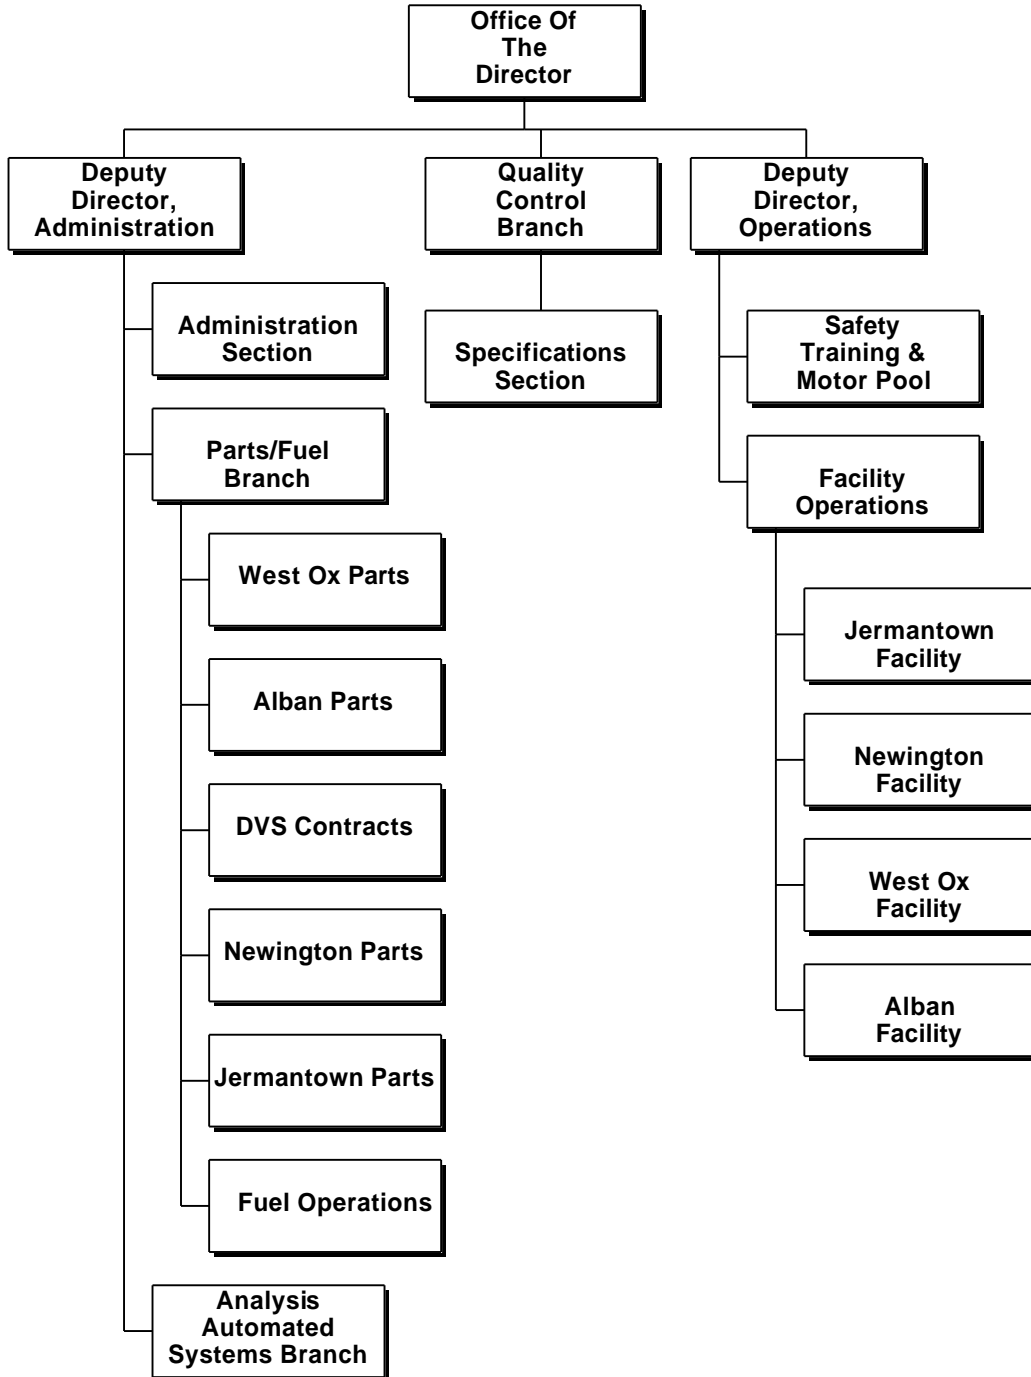 Office Of
The
Director
Deputy
Director,
Administration
Quality
Control
Branch
Deputy
Director,
Operations
Administration
Section
Specifications
Section
Safety
Training &
Motor Pool
Parts/Fuel
Branch
Facility
Operations
West Ox Parts
Alban Parts
DVS Contracts
Newington Parts
Jermantown Parts
Fuel Operations
Jermantown
Facility
Newington
Facility
West Ox
Facility
Alban
Facility
Analysis
Automated
Systems Branch